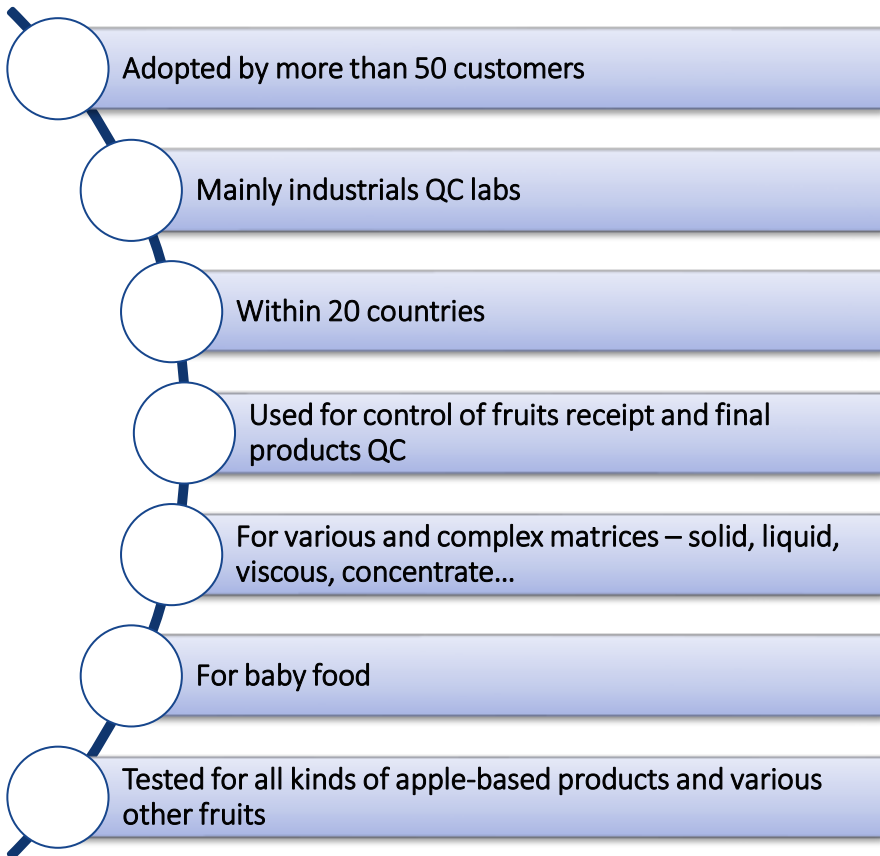 Adopted by more than 50 customers
Mainly industrials QC labs
Within 20 countries
Used for control of fruits receipt and final
products QC
For various and complex matrices – solid, liquid,
viscous, concentrate…
For baby food
Tested for all kinds of apple-based products and various
other fruits